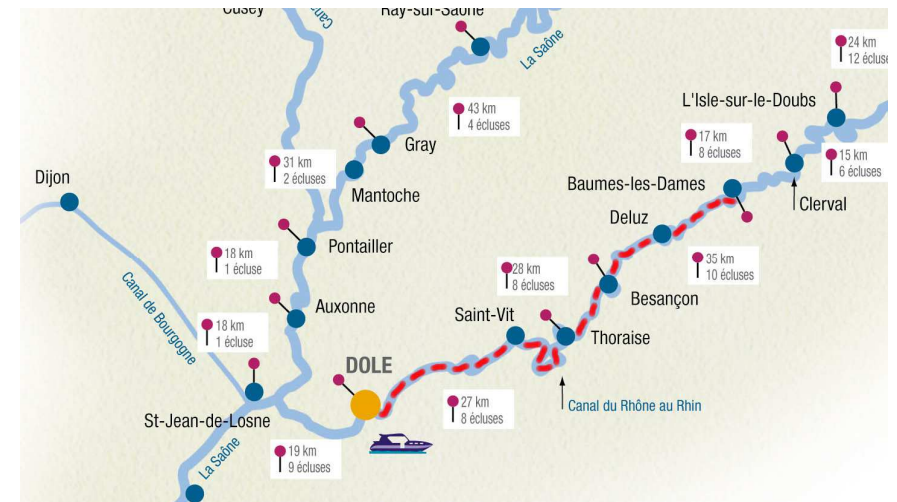 Cusey
Ray-sur-Saône
La Saône
24 km
12 écluse
L'Isle-sur-le-Doubs
43 km
4 écluses
17 km
8 écluses
Gray
31 km
2 écluses
15 km
6 écluses
Dijon
Mantoche
Baumes-les-Dames
Clerval
Deluz
Pontailler
18 km
1 écluse
35 km
10 écluses
28 km
8 écluses
Canal de Bourgogne
Auxonne
Besançon
Saint-Vit
18 km
1 écluse
Thoraise
DOLE
27 km
8 écluses
Canal du Rhône au Rhin
St-Jean-de-Losne
La Saône
19 km
9 écluses